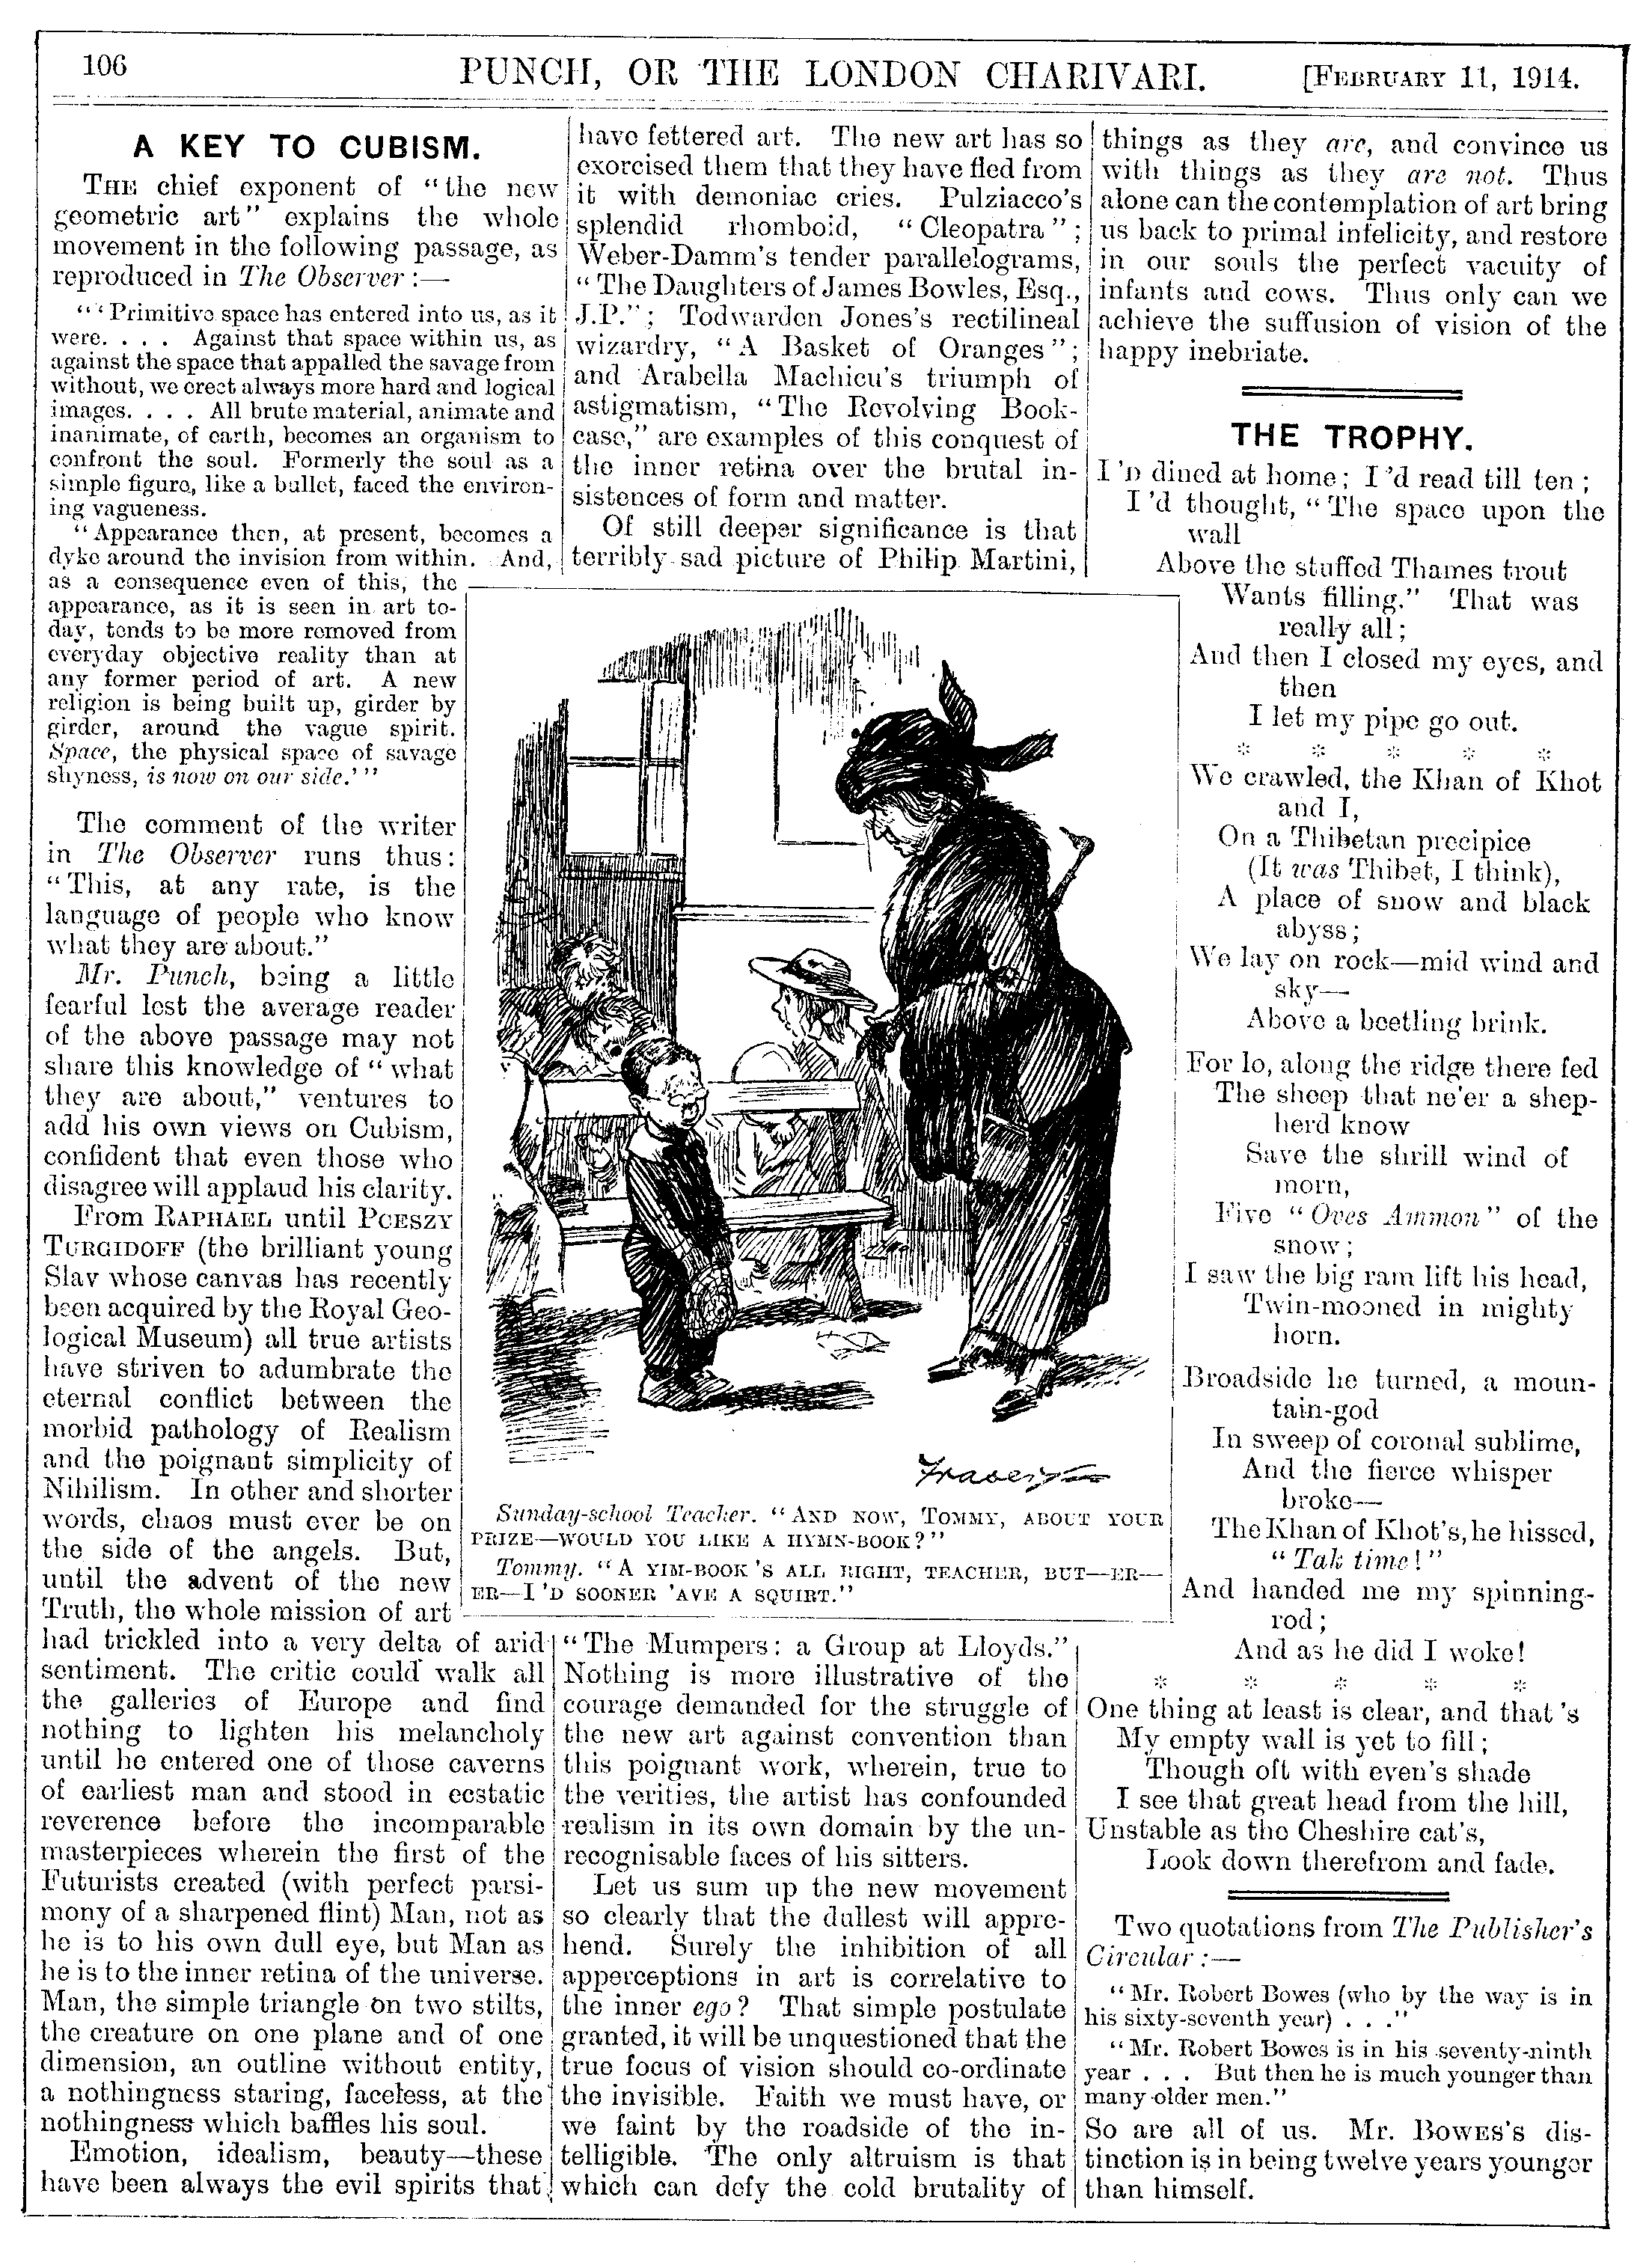 106
PUNCH, OR THE LONDON CHARIVARI.
[FEBRUARY 11, 1914.
A KEY TO CUBISM.
THE chief exponent of "the new
geometric art" explains the whole
movement in the following passage, as
reproduced in The Observer:—
"'Primitive space has entered into us, as it
were. . . . Against that space within us, as
against the space that appalled the savage from
without, we erect always more hard and logical
images. . . . All brute material, animate and
inanimate, of earth, becomes an organism to
confront the soul. Formerly the soul as a
simple figure, like a bullet, faced the environ-
ing vagueness.
"Appearance then, at present, becomes a
dyke around the invision from within. And,
as a consequence even of this, the
appearance, as it is seen in art to-
day, tends to be more removed from
everyday objective reality than at
any former period of art. A new
religion is being built up, girder by
girder, around the vague spirit.
Space, the physical space of savage
shyness, is now on our side.'"
The comment of the writer
in The Observer runs thus:
"This, at any rate, is the
language of people who know
what they are about."
Mr. Punch, being a little
fearful lest the average reader
of the above passage may not
share this knowledge of "what
they are about," ventures to
add his own views on Cubism,
confident that even those who
disagree will applaud his clarity.
From RAPHAEL until PCESZY
TURGIDOFF (the brilliant young
Slav whose canvas has recently
been acquired by the Royal Geo-
logical Museum) all true artists
have striven to adumbrate the
eternal conflict between the
morbid pathology of Realism
and the poignant simplicity of
Nihilism. In other and shorter
words, chaos must ever be on
the side of the angels. But,
until the advent of the new
Truth, the whole mission of art
had trickled into a very delta of arid
sentiment. The critic could walk all
the galleries of Europe and find
nothing to lighten his melancholy
until he entered one of those caverns
of earliest man and stood in ecstatic
reverence before the incomparable
masterpieces wherein the first of the
Futurists created (with perfect parsi-
mony of a sharpened flint) Man, not as
he is to his own dull eye, but Man as
he is to the inner retina of the universe.
Man, the simple triangle on two stilts,
the creature on one plane and of one
dimension, an outline without entity,
a nothingness staring, faceless, at the
nothingness which baffles his soul.
Emotion, idealism, beauty—these
have been always the evil spirits that
have fettered art. The new art has so
exorcised them that they have fled from
it with demoniac cries. Pulziacco's
splendid rhomboid, "Cleopatra";
Weber-Damm's tender parallelograms,
"The Daughters of James Bowles, Esq.,
J.P."; Todwarden Jones's rectilineal
wizardry, "A Basket of Oranges";
and Arabella Machicu's triumph of
astigmatism, "The Revolving Book-
case," are examples of this conquest of
the inner retina over the brutal in-
sistences of form and matter.
Of still deeper significance is that
terribly sad picture of Philip Martini,
Sunday-school Teacher. "AND NOW, TOMMY, ABOUT YOUR
PRIZE—WOULD YOU LIKE A HYMN-BOOK?"
Tommy. "A YIM-BOOK 'S ALL RIGHT, TEACHER, BUT—ER—
ER—I 'D SOONER 'AVE A SQUIRT."
"The Mumpers: a Group at Lloyds."
Nothing is more illustrative of the
courage demanded for the struggle of
the new art against convention than
this poignant work, wherein, true to
the verities, the artist has confounded
realism in its own domain by the un-
recognisable faces of his sitters.
Let us sum up the new movement
so clearly that the dullest will appre-
hend. Surely the inhibition of all
apperceptions in art is correlative to
the inner ego? That simple postulate
granted, it will be unquestioned that the
true focus of vision should co-ordinate
the invisible. Faith we must have, or
we faint by the roadside of the in-
telligible. The only altruism is that
which can defy the cold brutality of
things as they are, and convince us
with things as they are not. Thus
alone can the contemplation of art bring
us back to primal infelicity, and restore
in our souls the perfect vacuity of
infants and cows. Thus only can we
achieve the suffusion of vision of the
happy inebriate.
THE TROPHY.
I 'D dined at home; I 'd read till ten;
I 'd thought, "The space upon the
wall
Above the stuffed Thames trout
Wants filling." That was
really all;
And then I closed my eyes, and
then
I let my pipe go out.
* * * * *
We crawled, the Khan of Khot
and I,
On a Thibetan precipice
(It was Thibet, I think),
A place of snow and black
abyss;
We lay on rock—mid wind and
sky—
Above a beetling brink.
For lo, along the ridge there fed
The sheep that ne'er a shep-
herd know
Save the shrill wind of
morn,
Five "Oves Ammon" of the
snow;
I saw the big ram lift his head,
Twin-mooned in mighty
horn.
Broadside he turned, a moun-
tain-god
In sweep of coronal sublime,
And the fierce whisper
broke—
The Khan of Khot's, he hissed,
"Tak time!"
And handed me my spinning-
rod;
And as he did I woke!
* * * * *
One thing at least is clear, and that 's
My empty wall is yet to fill;
Though oft with even's shade
I see that great head from the hill,
Unstable as the Cheshire cat's,
Look down therefrom and fade.
Two quotations from The Publisher's
Circular:—
"Mr. Robert Bowes (who by the way is in
his sixty-seventh year) . . ."
"Mr. Robert Bowes is in his seventy-ninth
year . . . But then he is much younger than
many older men."
So are all of us. Mr. BOWES'S dis-
tinction is in being twelve years younger
than himself.